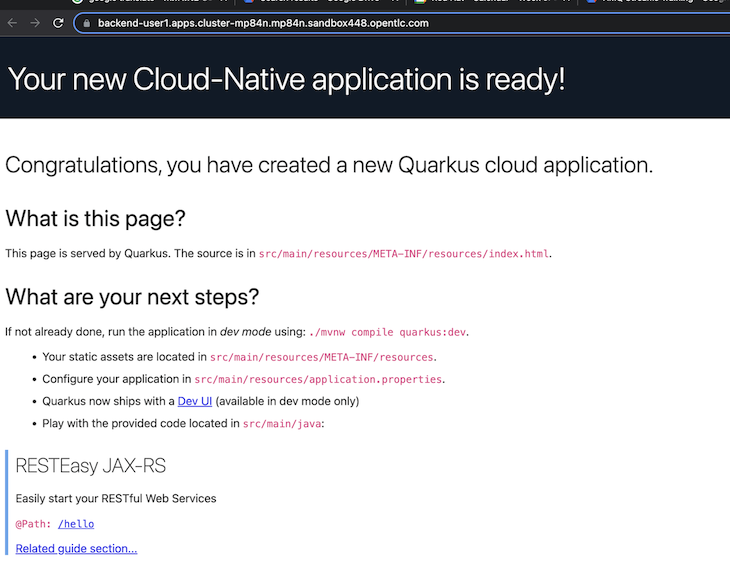 backend-user1.apps.cluster-mp84n.mp84n.sandbox448.opentlc.com
Your new Cloud-Native application is ready!
Congratulations, you have created a new Quarkus cloud application.
What is this page?
This page is served by Quarkus. The source is in src/main/resources/META-INF/resources/index.html.
What are your next steps?
If not already done, run the application in dev mode using: ./mvnw compile quarkus:dev.
• Your static assets are located in src/main/resources/META-INF/resources.
• Configure your application in src/main/resources/application.properties.
• Quarkus now ships with a Dev UI (available in dev mode only)
• Play with the provided code located in src/main/java:
RESTEasy JAX-RS
Easily start your RESTful Web Services
@Path: /hello
Related guide section...